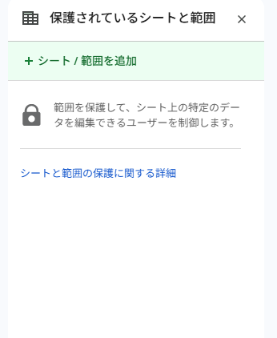 保護されているシートと範囲
+ シート / 範囲を追加
範囲を保護して、シート上の特定のデー
タを編集できるユーザーを制御します。
シートと範囲の保護に関する詳細